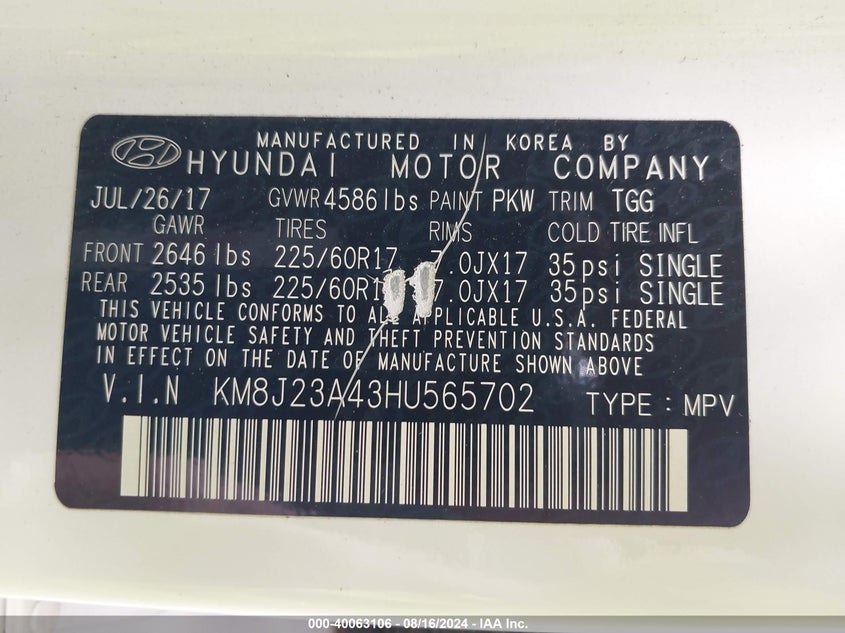 MANUFACTURED IN KOREA BY
HYUNDAI MOTOR COMPANY
JUL/26/17 GVWR 4586 lbs PAINT PKW TRIM TGG
GAWR TIRES RIMS COLD TIRE INFL
FRONT 2646 lbs 225/60R17 7.0JX17 35psi SINGLE
REAR 2535 lbs 7.0JX17 35psi SINGLE
THIS VEHICLE CONFORMS TO ALL APPLICABLE U.S.A. FEDERAL
MOTOR VEHICLE SAFETY AND THEFT PREVENTION STANDARDS
IN EFFECT ON THE DATE OF MANUFACTURE SHOWN ABOVE
V.I.N KM8J23A43HU565702 TYPE : MPV
000-40063106 - 08/16/2024 - IAA Inc.